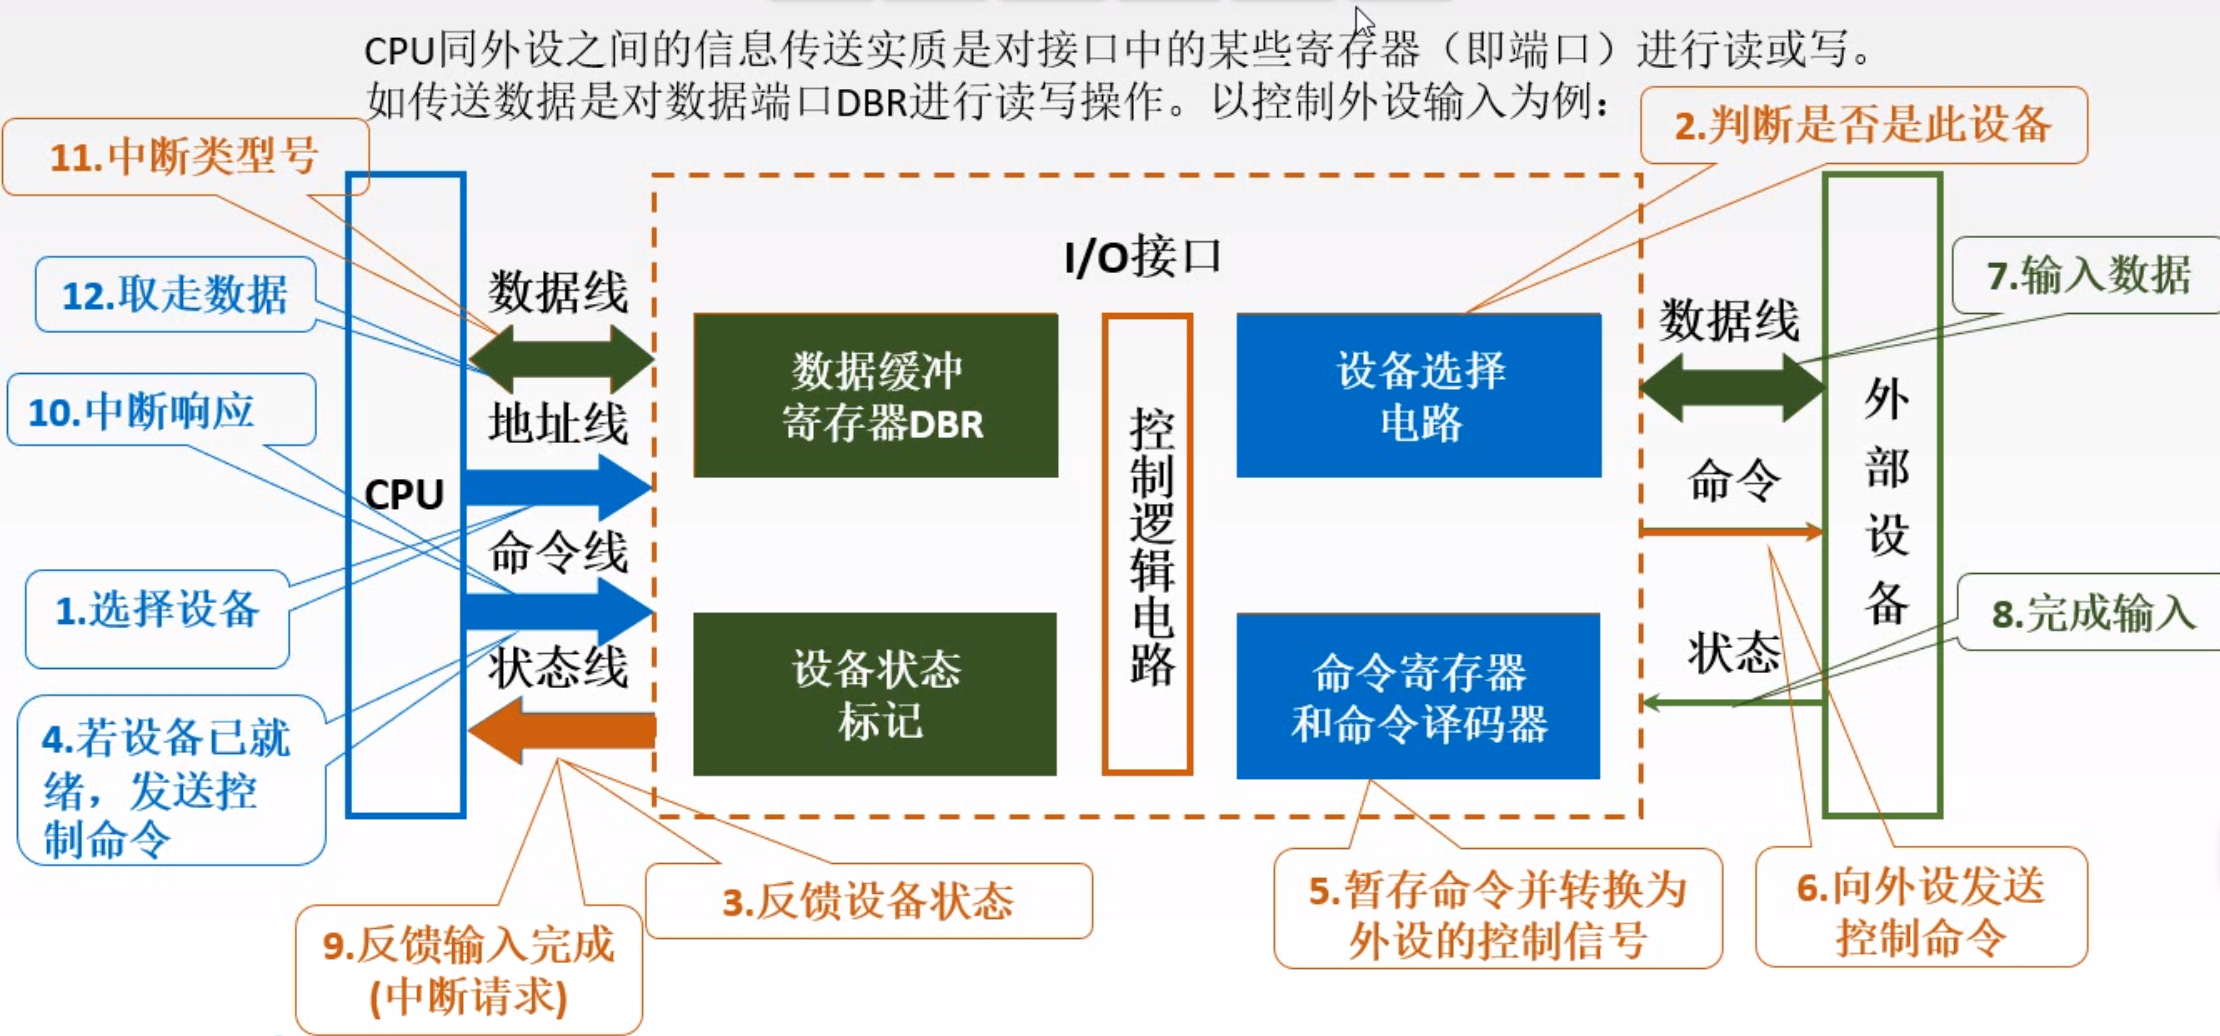 CPU同外设之间的信息传送实质是对接口中的某些寄存器（即端口）进行读或写。
如传送数据是对数据端口DBR进行读写操作。以控制外设输入为例：
11.中断类型号
2.判断是否是此设备
12.取走数据
10.中断响应
1.选择设备
4.若设备已就
绪，发送控
制命令
CPU
数据线
地址线
命令线
状态线
I/O接口
数据缓冲
寄存器DBR
设备状态
标记
控制逻辑电路
设备选择
电路
命令寄存器
和命令译码器
数据线
命令
状态
外部设备
7.输入数据
8.完成输入
9.反馈输入完成
(中断请求)
3.反馈设备状态
5.暂存命令并转换为
外设的控制信号
6.向外设发送
控制命令